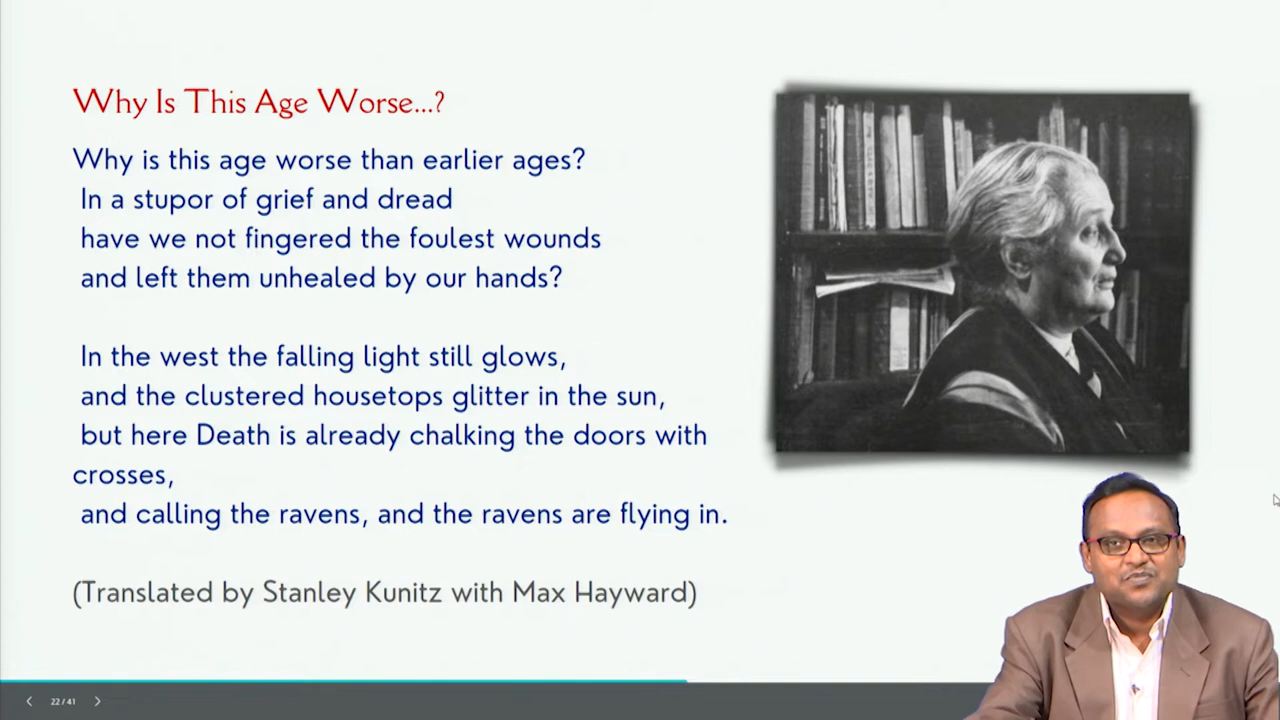 Why Is This Age Worse...?
Why is this age worse than earlier ages?
In a stupor of grief and dread
have we not fingered the foulest wounds
and left them unhealed by our hands?
In the west the falling light still glows,
and the clustered housetops glitter in the sun,
but here Death is already chalking the doors with
crosses,
and calling the ravens, and the ravens are flying in.
(Translated by Stanley Kunitz with Max Hayward)
22 / 41